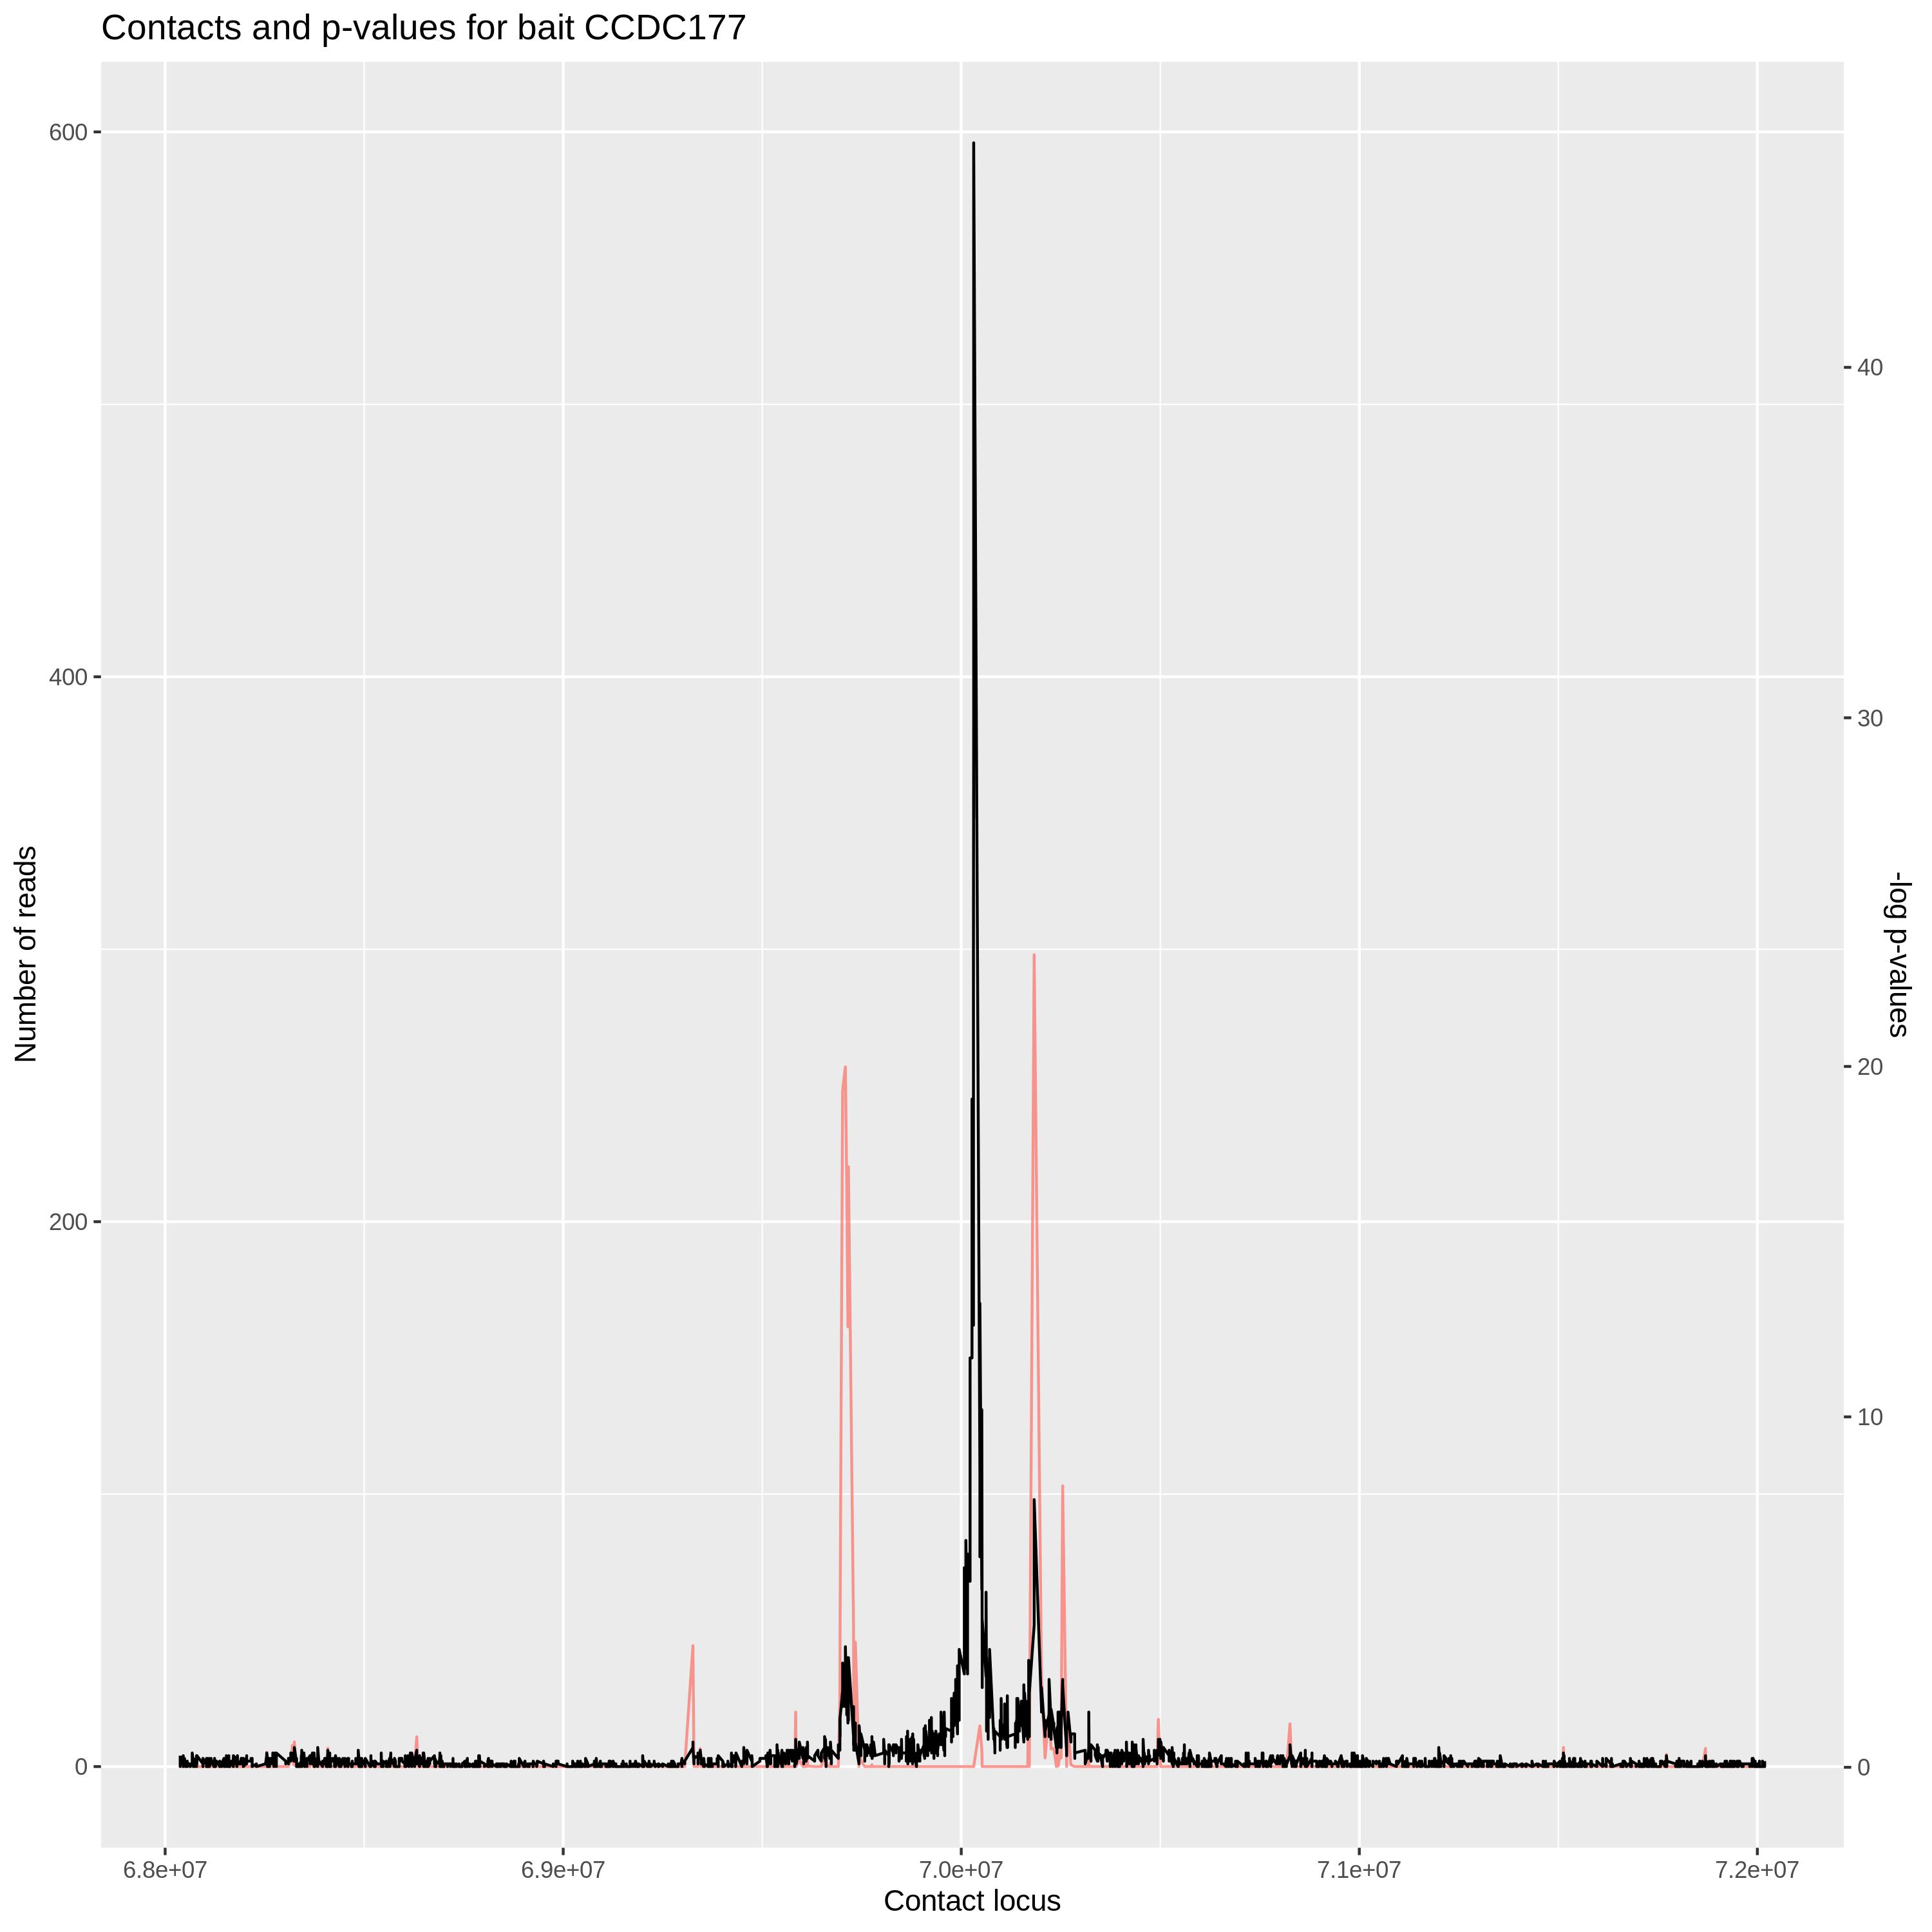 Contacts and p-values for bait CCDC177
600
400
200
0
Number of reads
40
30
20
10
0
-log p-values
6.8e+07
6.9e+07
7.0e+07
7.1e+07
7.2e+07
Contact locus